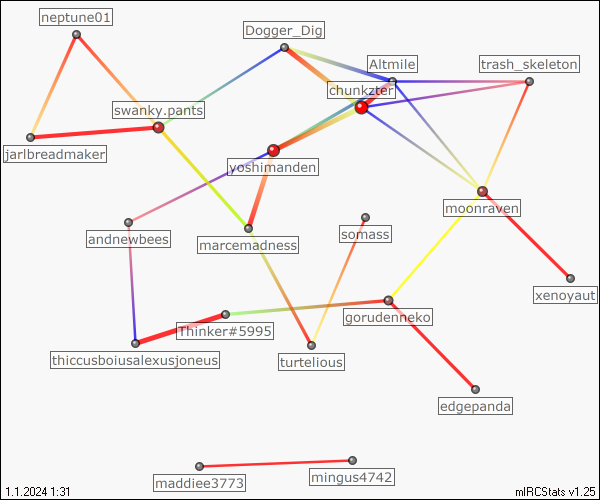 neptune01
Dogger_Dig
Altmile
trash_skeleton
chunkzter
swanky.pants
jarlbreadmaker
yoshimanden
moonraven
andnewbees
marcemadness
somass
xenoyaut
Thinker#5995
gorudenneko
thiccusboiusalexusjoneus
turtelious
edgepanda
maddiee3773
mingus4742
1.1.2024 1:31
mIRCStats v1.25